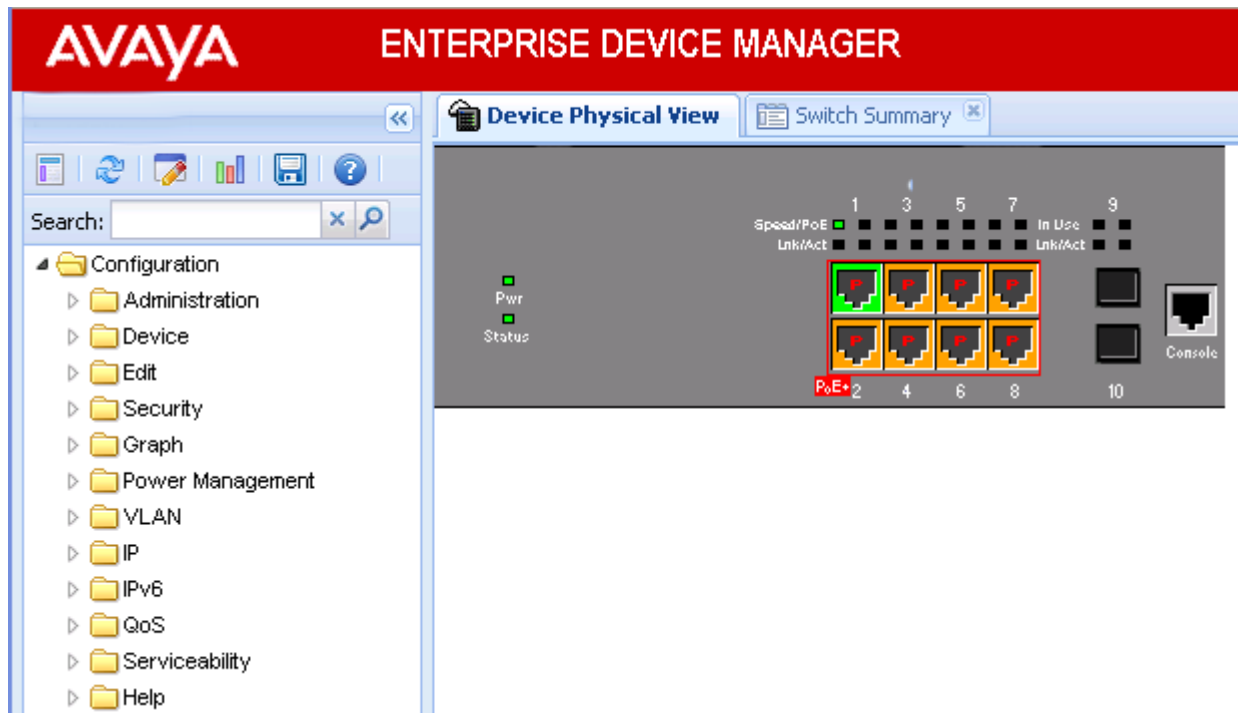 AVAYA
ENTERPRISE DEVICE MANAGER
Device Physical View
Switch Summary
Search:
Configuration
Administration
Device
Edit
Security
Graph
Power Management
VLAN
IP
IPv6
QoS
Serviceability
Help
1 3 5 7 9
Speed/PoE In Use
Lnk/Act Lnk/Act
Pwr
Status
P P P P
P P P P
Console
PoE+ 2 4 6 8 10